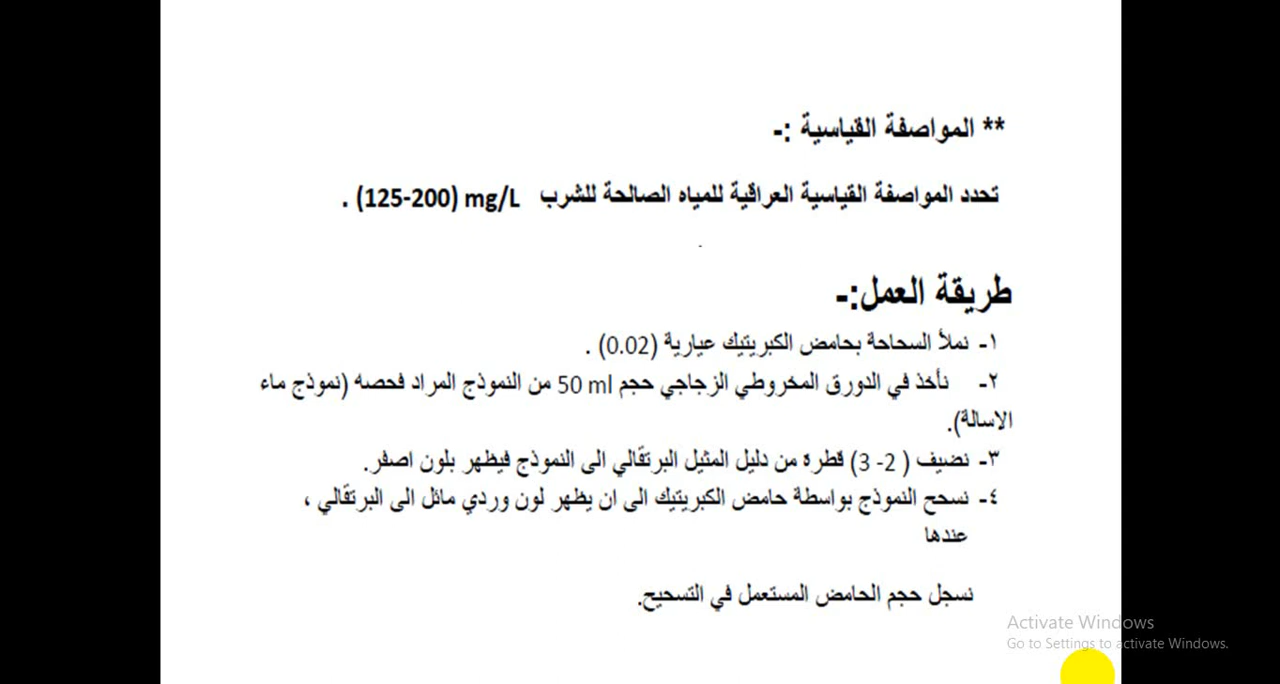 ** المواصفة القياسية :-
تحدد المواصفة القياسية العراقية للمياه الصالحة للشرب (125-200) mg/L .
طريقة العمل:-
١- نملأ السحاحة بحامض الكبريتيك عيارية (0.02) .
٢- نأخذ في الدورق المخروطي الزجاجي حجم 50 ml من النموذج المراد فحصه (نموذج ماء
الاسالة).
٣- نضيف ( 2- 3) قطرة من دليل المثيل البرتقالي الى النموذج فيظهر بلون اصفر.
٤- نسحح النموذج بواسطة حامض الكبريتيك الى ان يظهر لون وردي مائل الى البرتقالي ،
عندها
نسجل حجم الحامض المستعمل في التسحيح.
Activate Windows
Go to Settings to activate Windows.